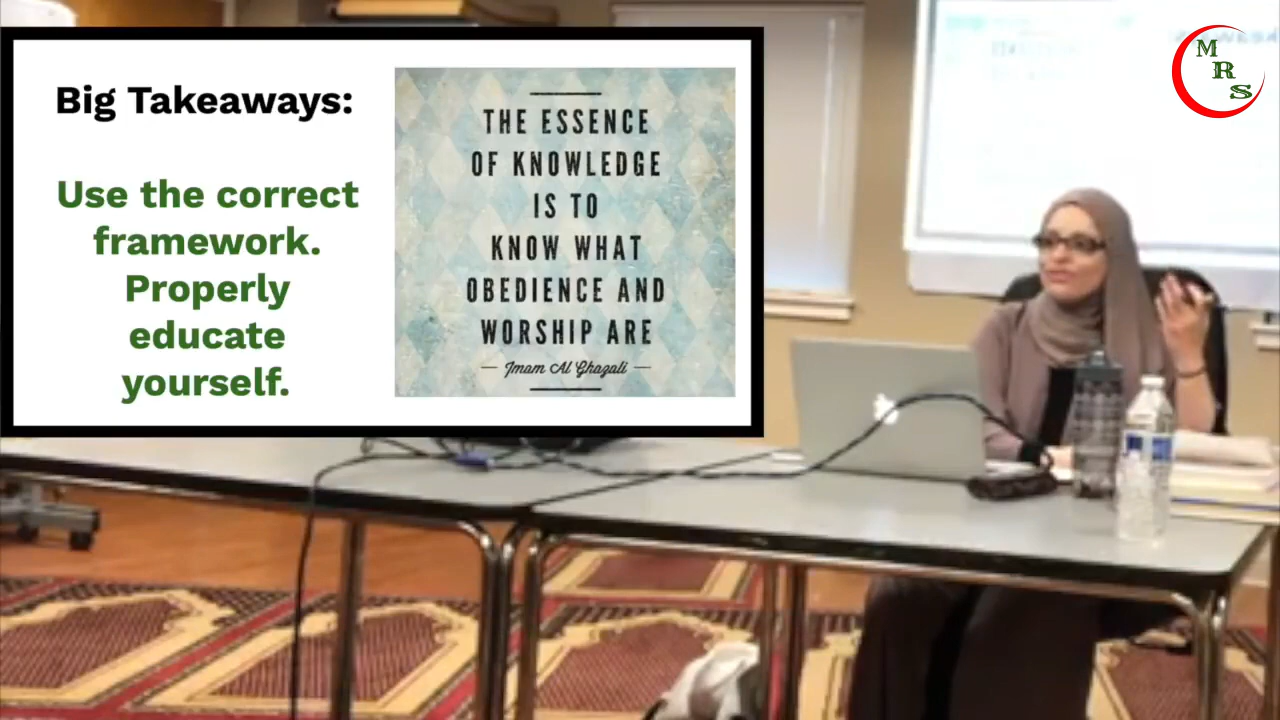 Big Takeaways:
Use the correct
framework.
Properly
educate
yourself.
THE ESSENCE
OF KNOWLEDGE
IS TO
KNOW WHAT
OBEDIENCE AND
WORSHIP ARE
— Imam Al Ghazali —
M
R
S